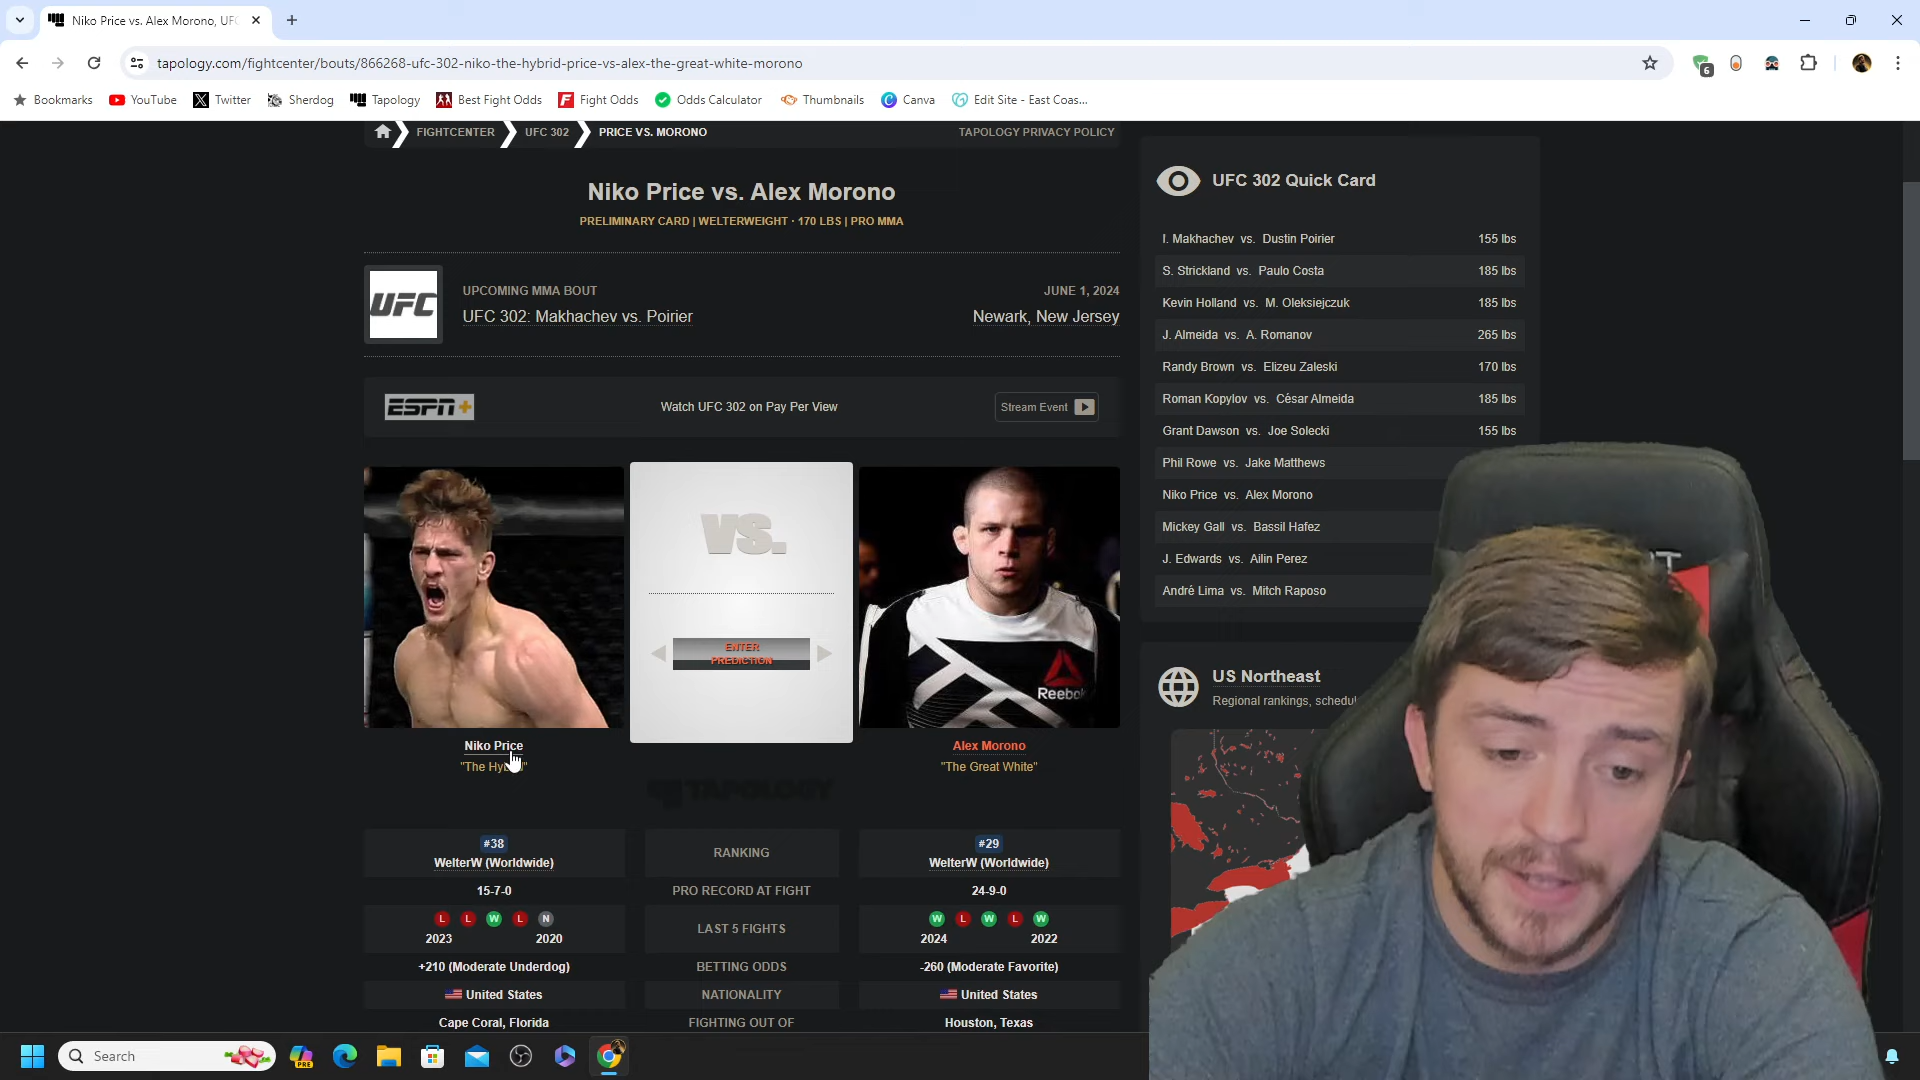 Niko Price vs. Alex Morono, UFC
tapology.com/fightcenter/bouts/866268-ufc-302-niko-the-hybrid-price-vs-alex-the-great-white-morono
6
Bookmarks YouTube Twitter Sherdog Tapology Best Fight Odds Fight Odds Odds Calculator Thumbnails Canva Edit Site - East Coas...
FIGHTCENTER UFC 302 PRICE VS. MORONO TAPOLOGY PRIVACY POLICY
Niko Price vs. Alex Morono
PRELIMINARY CARD | WELTERWEIGHT · 170 LBS | PRO MMA
UFC
UPCOMING MMA BOUT JUNE 1, 2024
UFC 302: Makhachev vs. Poirier Newark, New Jersey
ESPN+ Watch UFC 302 on Pay Per View Stream Event
VS.
ENTER PREDICTION
Reebok
Niko Price Alex Morono
"The Hy "The Great White"
TAPOLOGY
#38 RANKING #29
WelterW (Worldwide) WelterW (Worldwide)
15-7-0 PRO RECORD AT FIGHT 24-9-0
L L W L N LAST 5 FIGHTS W L W L W
2023 2020 2024 2022
+210 (Moderate Underdog) BETTING ODDS -260 (Moderate Favorite)
United States NATIONALITY United States
Cape Coral, Florida FIGHTING OUT OF Houston, Texas
UFC 302 Quick Card
I. Makhachev vs. Dustin Poirier 155 lbs
S. Strickland vs. Paulo Costa 185 lbs
Kevin Holland vs. M. Oleksiejczuk 185 lbs
J. Almeida vs. A. Romanov 265 lbs
Randy Brown vs. Elizeu Zaleski 170 lbs
Roman Kopylov vs. César Almeida 185 lbs
Grant Dawson vs. Joe Solecki 155 lbs
Phil Rowe vs. Jake Matthews
Niko Price vs. Alex Morono
Mickey Gall vs. Bassil Hafez
J. Edwards vs. Ailin Perez
André Lima vs. Mitch Raposo
US Northeast
Regional rankings, schedul
Search
PRE